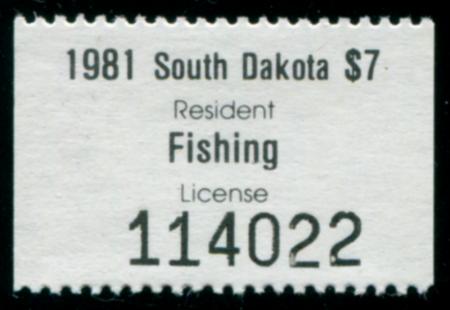 1981 South Dakota $7
Resident
Fishing
License
114022